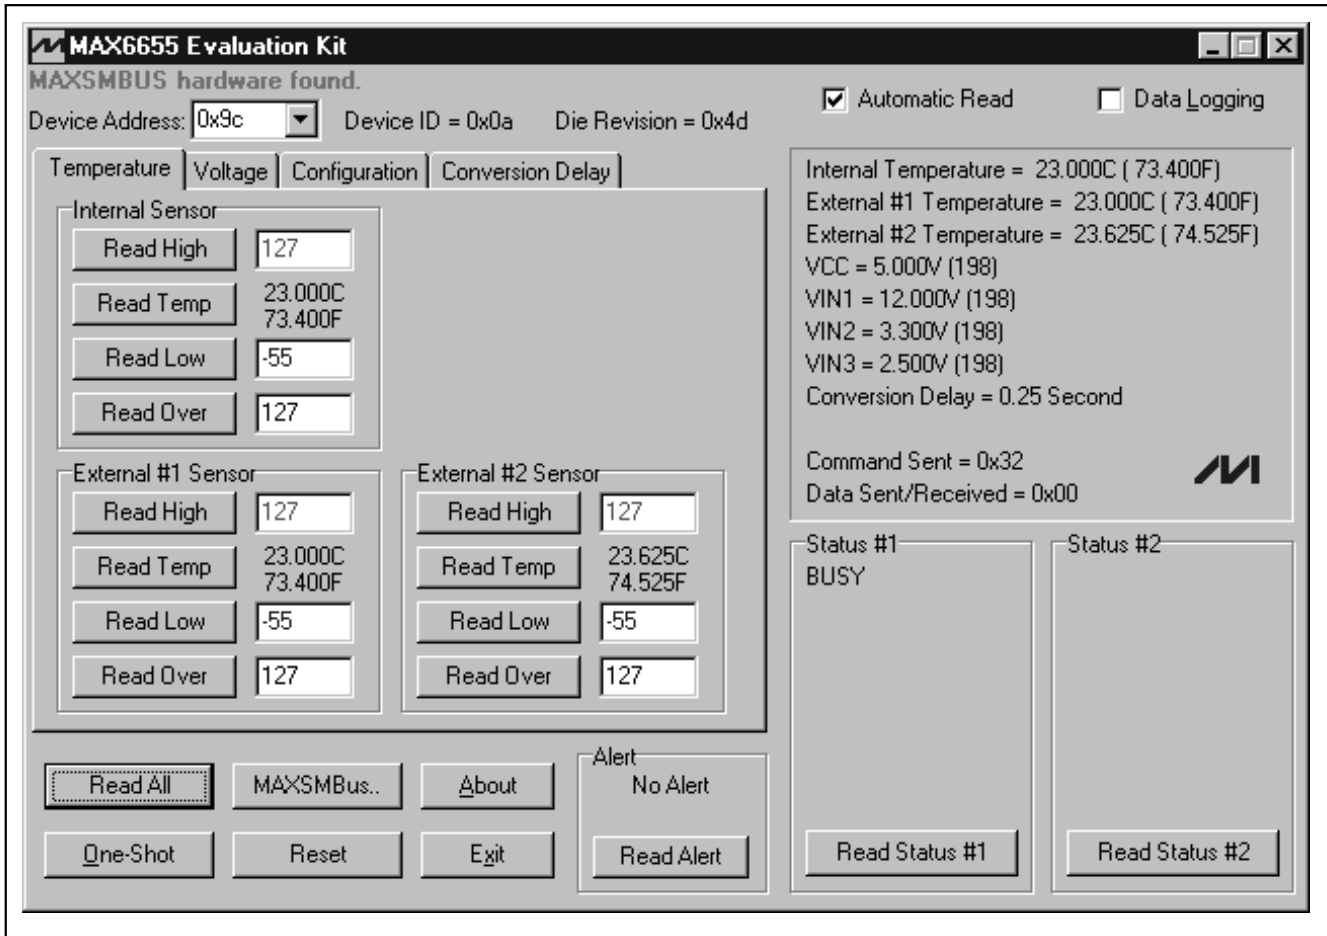 MAX6655 Evaluation Kit
MAXSMBUS hardware found.
Device Address: 0x9c Device ID = 0x0a Die Revision = 0x4d
Automatic Read Data Logging
Temperature Voltage Configuration Conversion Delay
Internal Sensor
Read High 127
Read Temp 23.000C
73.400F
Read Low -55
Read Over 127
External #1 Sensor
Read High 127
Read Temp 23.000C
73.400F
Read Low -55
Read Over 127
External #2 Sensor
Read High 127
Read Temp 23.625C
74.525F
Read Low -55
Read Over 127
Internal Temperature = 23.000C ( 73.400F)
External #1 Temperature = 23.000C ( 73.400F)
External #2 Temperature = 23.625C ( 74.525F)
VCC = 5.000V (198)
VIN1 = 12.000V (198)
VIN2 = 3.300V (198)
VIN3 = 2.500V (198)
Conversion Delay = 0.25 Second
Command Sent = 0x32
Data Sent/Received = 0x00
Status #1
BUSY
Read Status #1
Status #2
Read Status #2
Read All MAXSMBus.. About
One-Shot Reset Exit
Alert
No Alert
Read Alert